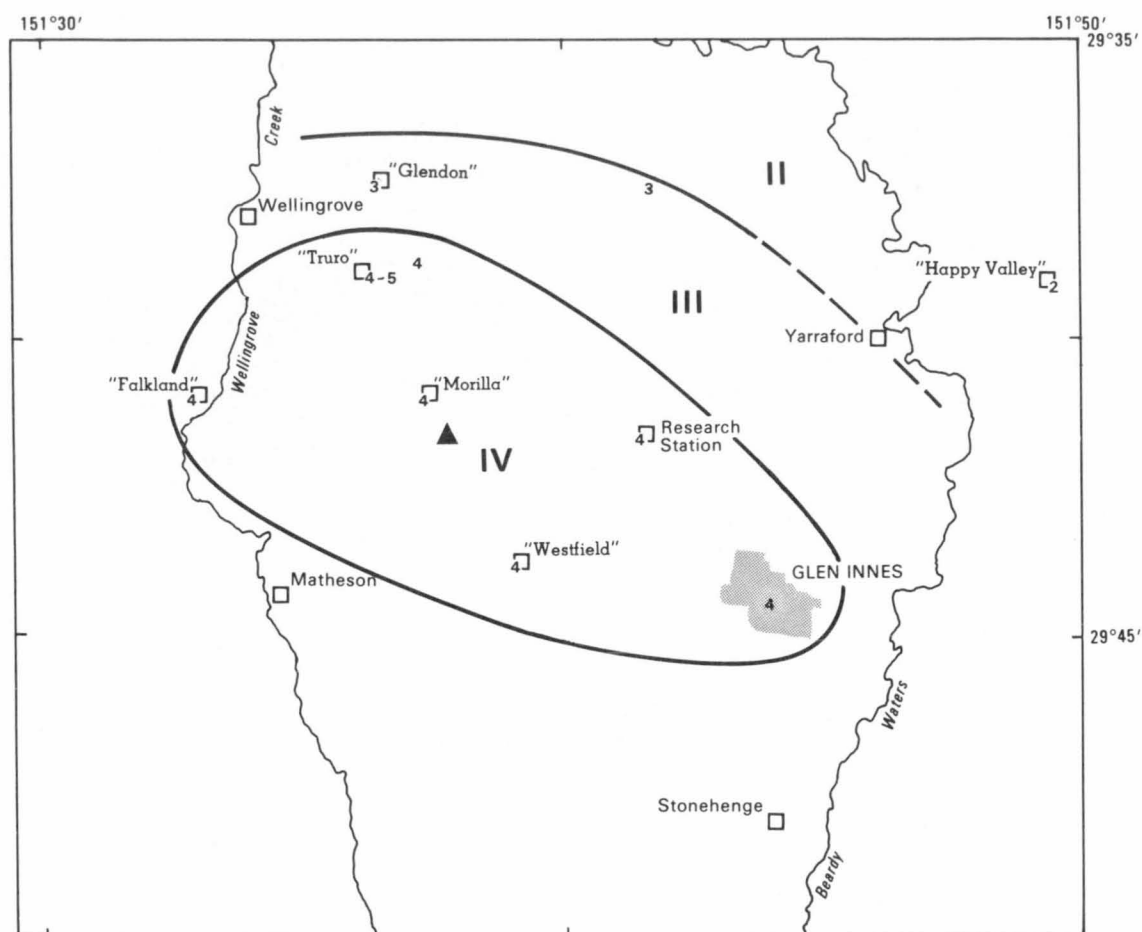 151°30'
151°50'
29°35'
Creek
II
"Glendon"
3
3
Wellingrove
"Truro"
4-5
4
"Happy Valley"
2
III
Wellingrove
Yarraford
"Falkland"
4
"Morilla"
4
Research
Station
4
IV
"Westfield"
4
GLEN INNES
4
Matheson
29°45'
Waters
Stonehenge
Beardy